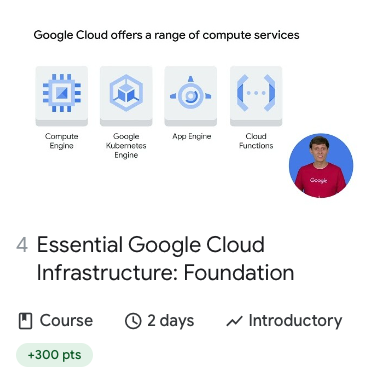 Google Cloud offers a range of compute services
Compute
Engine
Google
Kubernetes
Engine
App Engine
Cloud
Functions
Google
4 Essential Google Cloud
Infrastructure: Foundation
Course 2 days Introductory
+300 pts